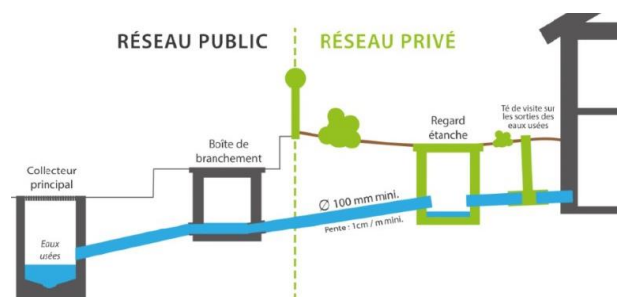 RÉSEAU PUBLIC
RÉSEAU PRIVÉ
Té de visite sur
les sorties des
eaux usées
Regard
étanche
Boîte de
branchement
Collecteur
principal
Ø 100 mm mini.
Pente : 1cm / m mini.
Eaux
usées